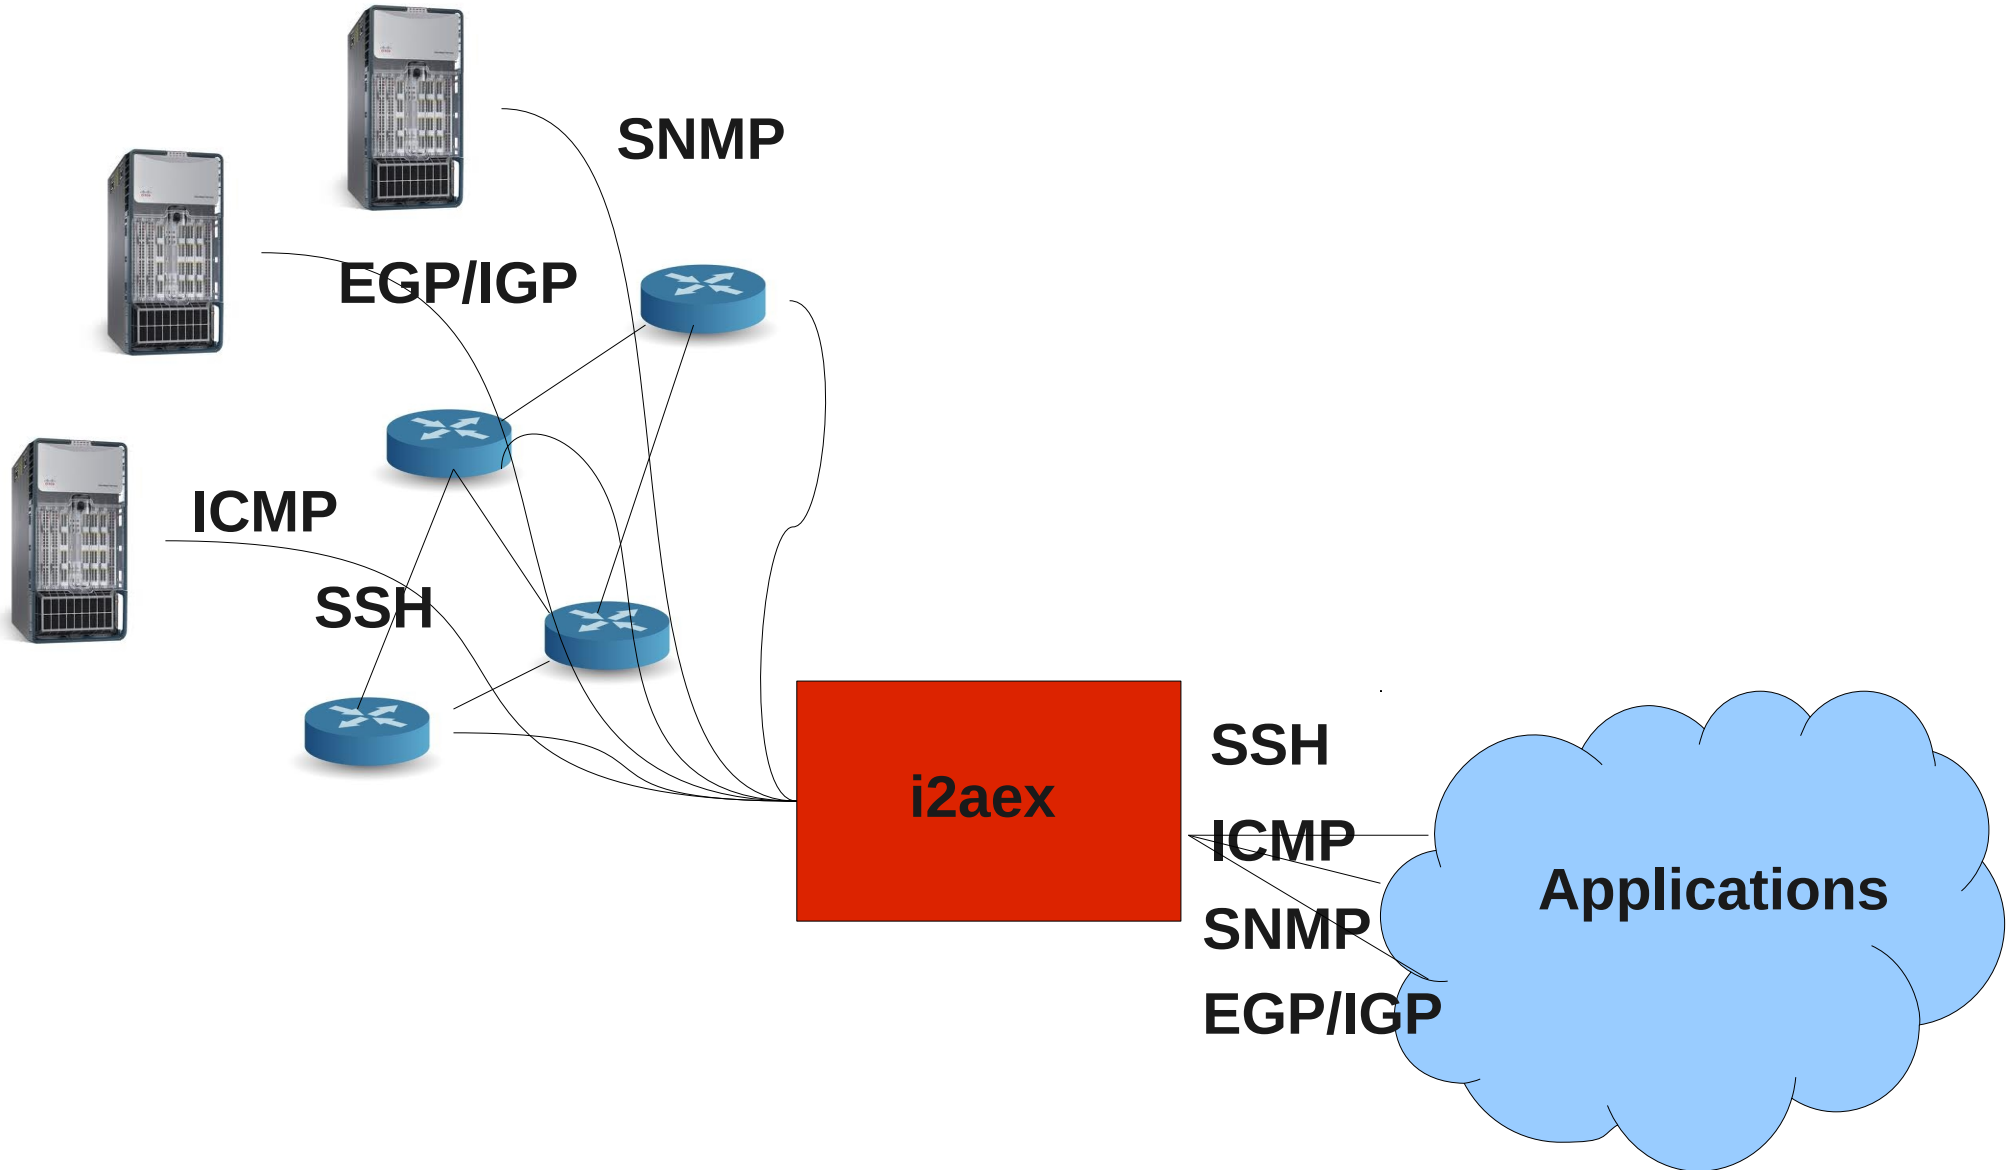 SNMP
EGP/IGP
ICMP
SSH
i2aex
SSH
ICMP
SNMP
EGP/IGP
Applications